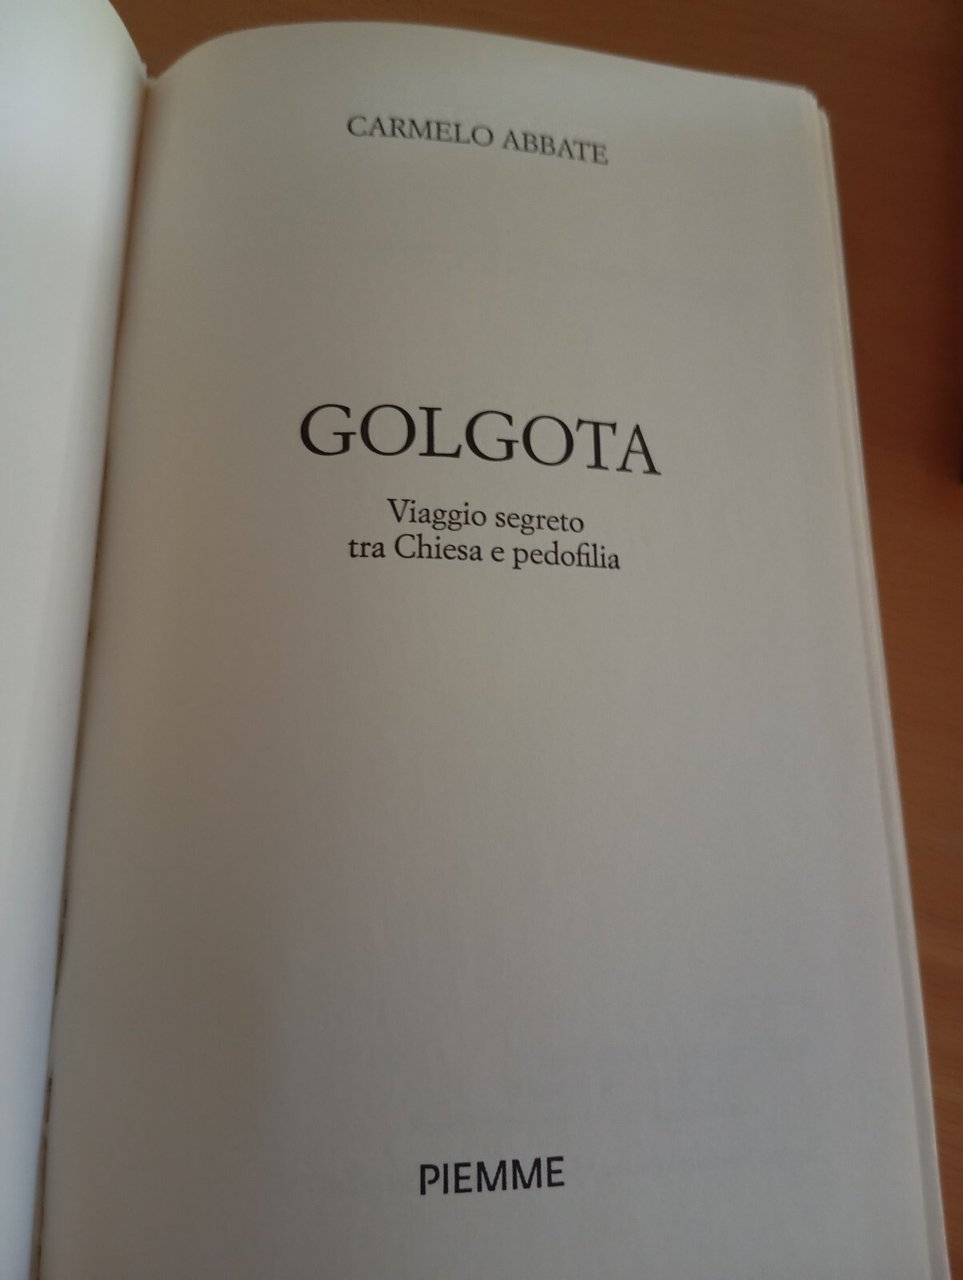 CARMELO ABBATE
GOLGOTA
Viaggio segreto
tra Chiesa e pedofilia
PIEMME